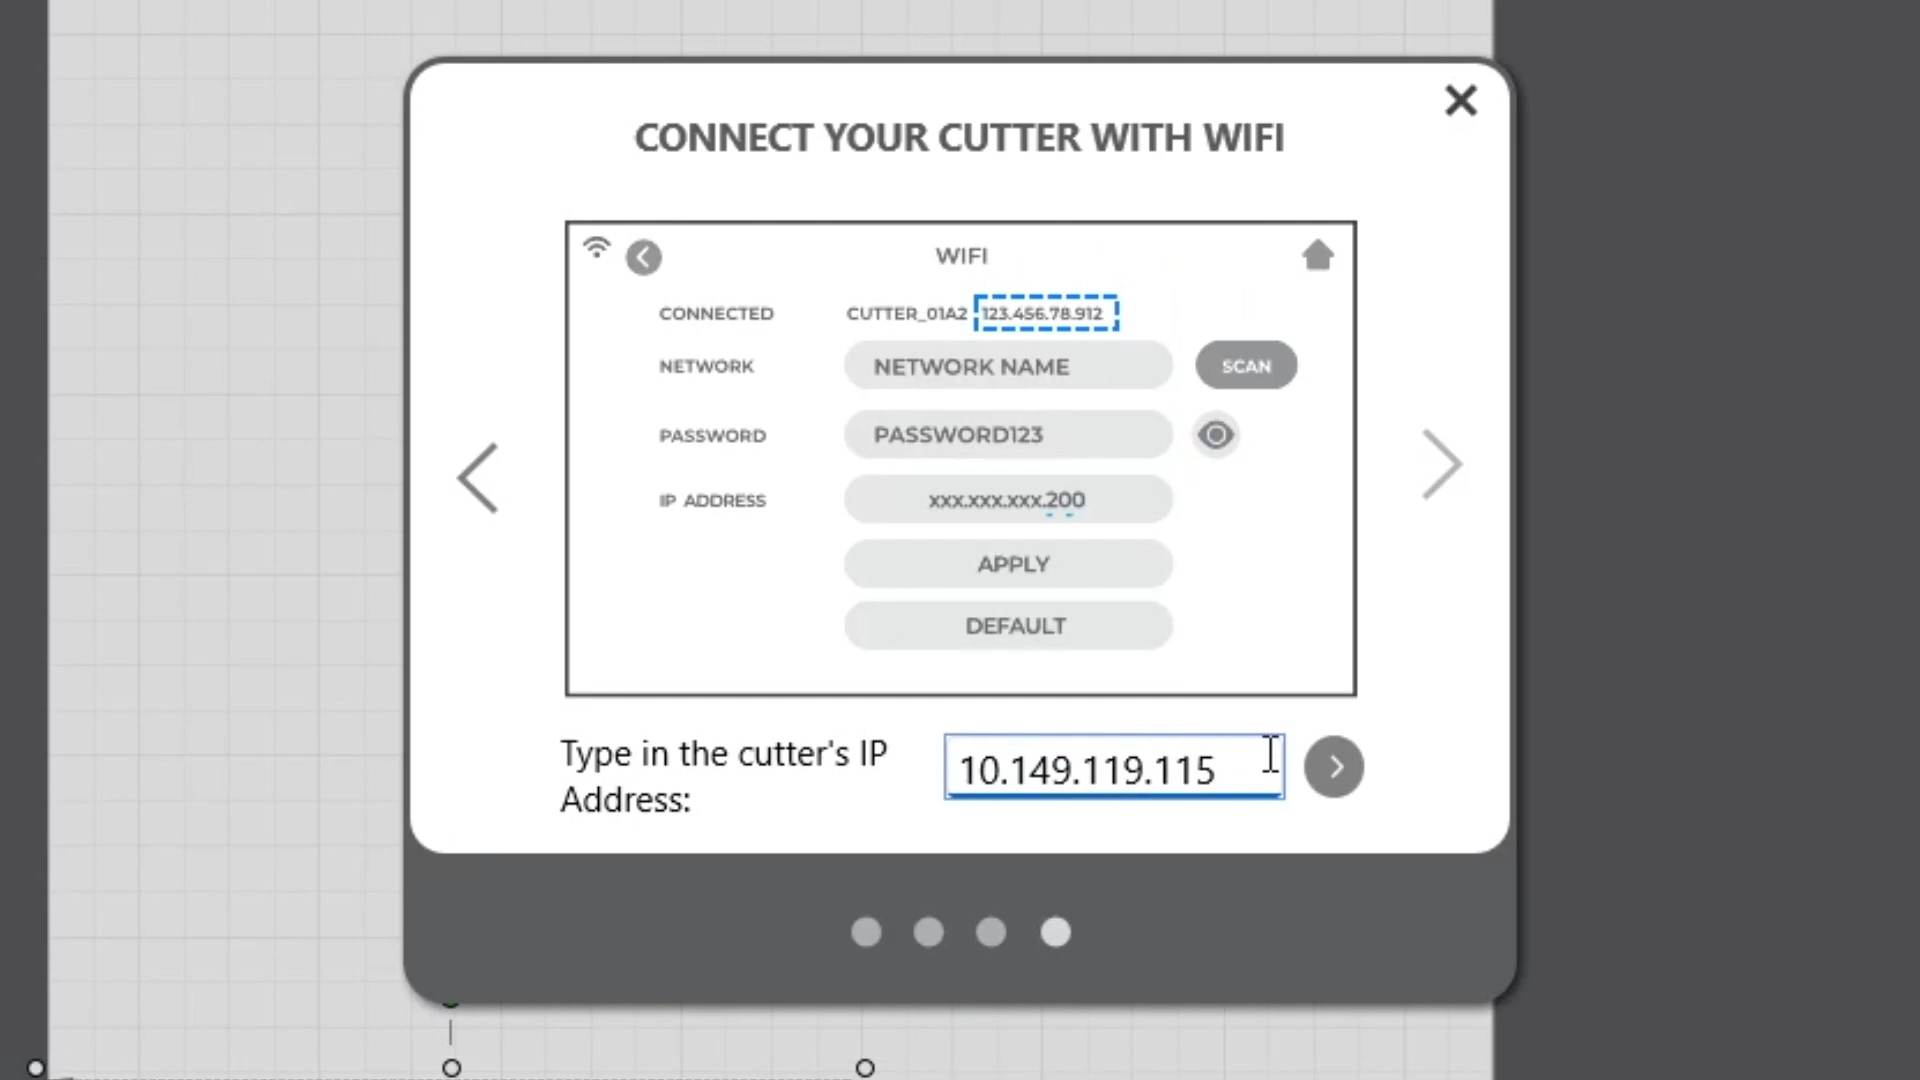 CONNECT YOUR CUTTER WITH WIFI
WIFI
CONNECTED CUTTER_01A2 123.456.78.912
NETWORK NETWORK NAME SCAN
PASSWORD PASSWORD123
IP ADDRESS xxx.xxx.xxx.200
APPLY
DEFAULT
Type in the cutter's IP
Address:
10.149.119.115